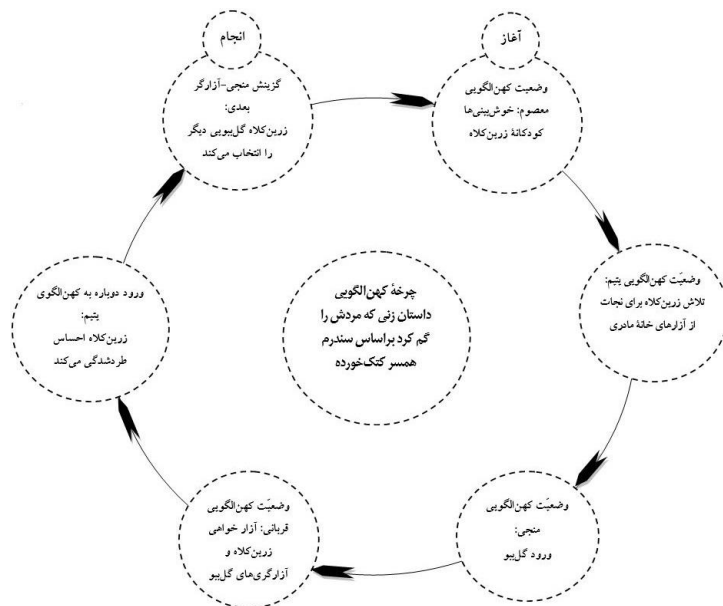 آغاز
وضعیت کهن‌الگویی
معصوم: خوش‌بینی‌ها
کودکانهٔ زرین‌کلاه
وضعیّت کهن‌الگویی یتیم:
تلاش زرین‌کلاه برای نجات
از آزارهای خانهٔ مادری
وضعیّت کهن‌الگویی
منجی:
ورود گل‌ببو
وضعیّت کهن‌الگویی
قربانی: آزار خواهی
زرین‌کلاه و
آزارگری‌های گل‌ببو
ورود دوباره به کهن‌الگوی
یتیم:
زرین‌کلاه احساس
طردشدگی می‌کند
انجام
گزینش منجی-آزارگر
بعدی:
زرین‌کلاه گل‌ببویی دیگر
را انتخاب می‌کند
چرخهٔ کهن‌الگویی
داستان زنی که مردش را
گم کرد براساس سندرم
همسر کتک‌خورده